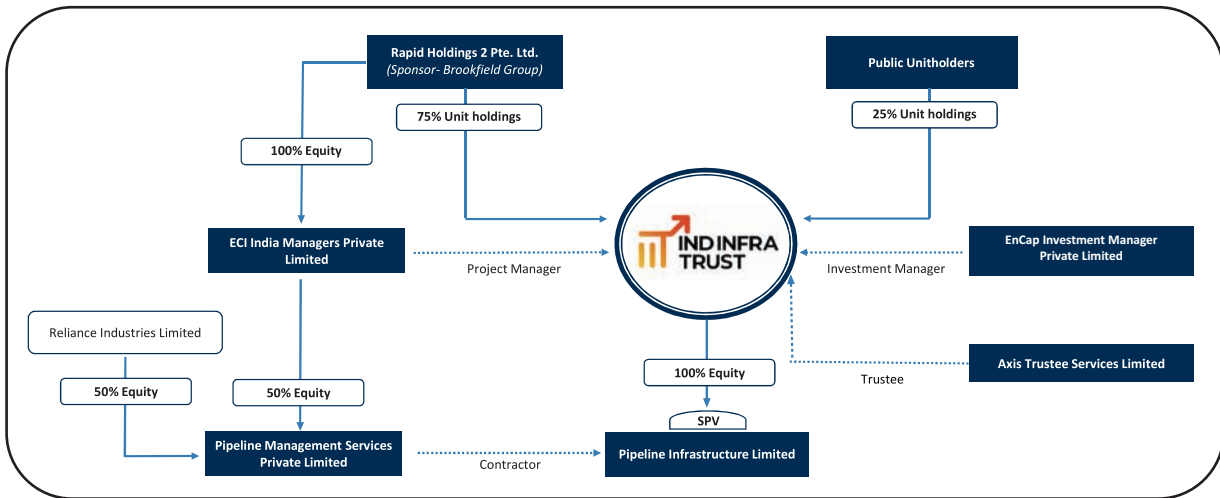 Rapid Holdings 2 Pte. Ltd.
(Sponsor- Brookfield Group)
Public Unitholders
75% Unit holdings
25% Unit holdings
100% Equity
INDINFRA
TRUST
ECI India Managers Private
Limited
Project Manager
Investment Manager
EnCap Investment Manager
Private Limited
Reliance Industries Limited
50% Equity
50% Equity
100% Equity
Trustee
Axis Trustee Services Limited
SPV
Pipeline Management Services
Private Limited
Contractor
Pipeline Infrastructure Limited